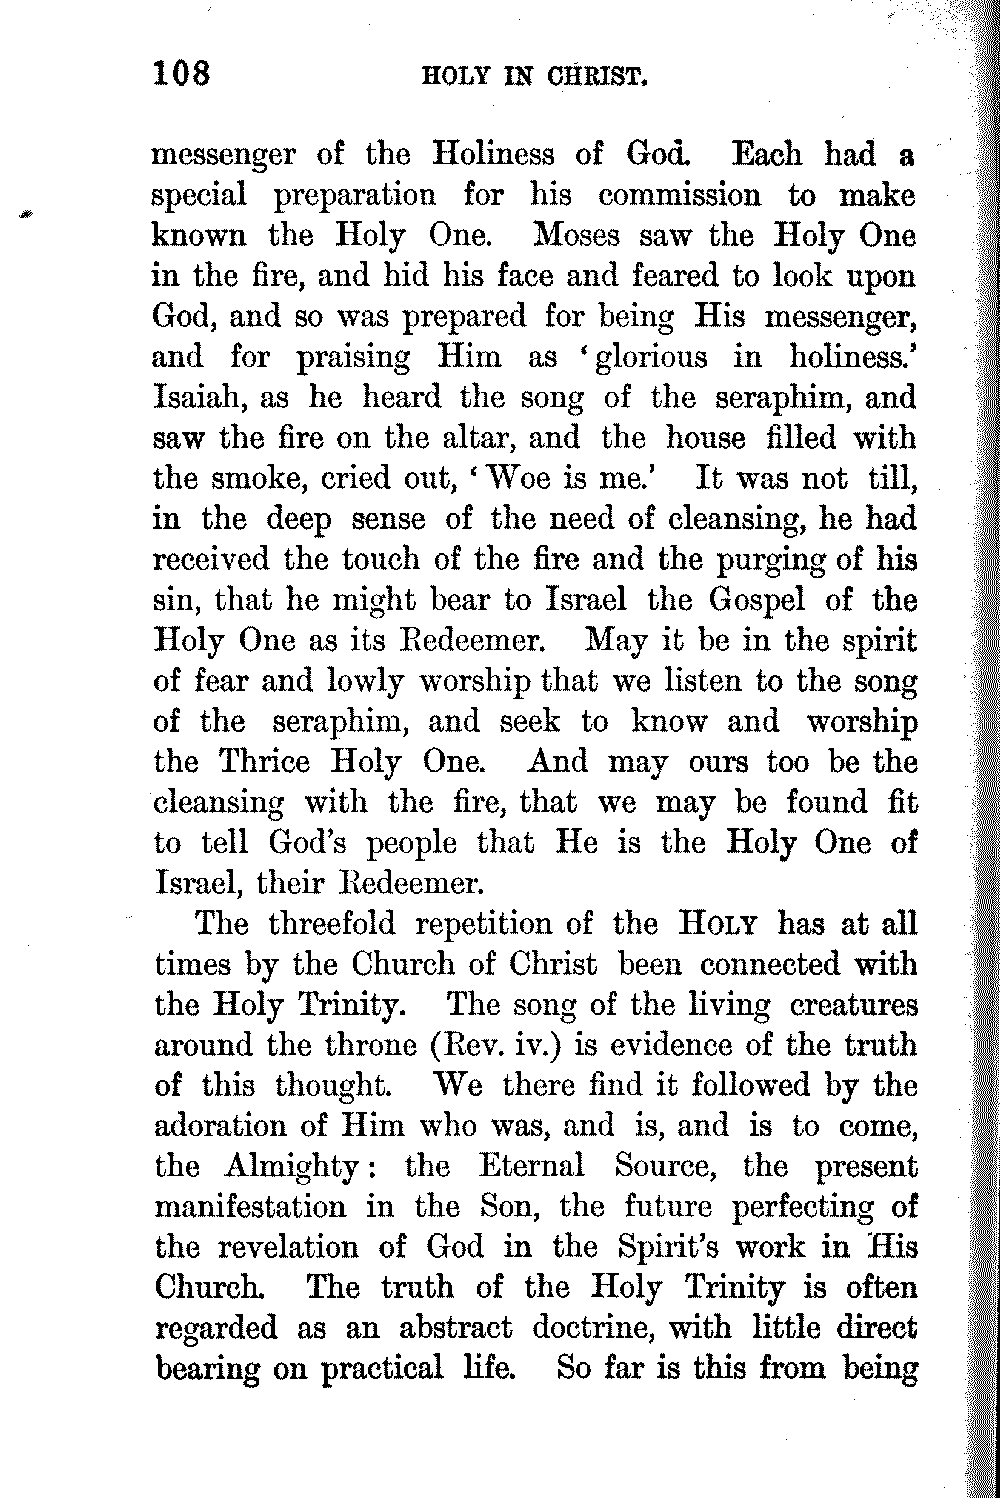 108 HOLY IN CHRIST.
messenger of the Holiness of God. Each had a
special preparation for his commission to make
known the Holy One. Moses saw the Holy One
in the fire, and hid his face and feared to look upon
God, and so was prepared for being His messenger,
and for praising Him as ‘glorious in holiness.’
Isaiah, as he heard the song of the seraphim, and
saw the fire on the altar, and the house filled with
the smoke, cried out, ‘Woe is me.’ It was not till,
in the deep sense of the need of cleansing, he had
received the touch of the fire and the purging of his
sin, that he might bear to Israel the Gospel of the
Holy One as its Redeemer. May it be in the spirit
of fear and lowly worship that we listen to the song
of the seraphim, and seek to know and worship
the Thrice Holy One. And may ours too be the
cleansing with the fire, that we may be found fit
to tell God’s people that He is the Holy One of
Israel, their Redeemer.
The threefold repetition of the HOLY has at all
times by the Church of Christ been connected with
the Holy Trinity. The song of the living creatures
around the throne (Rev. iv.) is evidence of the truth
of this thought. We there find it followed by the
adoration of Him who was, and is, and is to come,
the Almighty: the Eternal Source, the present
manifestation in the Son, the future perfecting of
the revelation of God in the Spirit’s work in His
Church. The truth of the Holy Trinity is often
regarded as an abstract doctrine, with little direct
bearing on practical life. So far is this from being